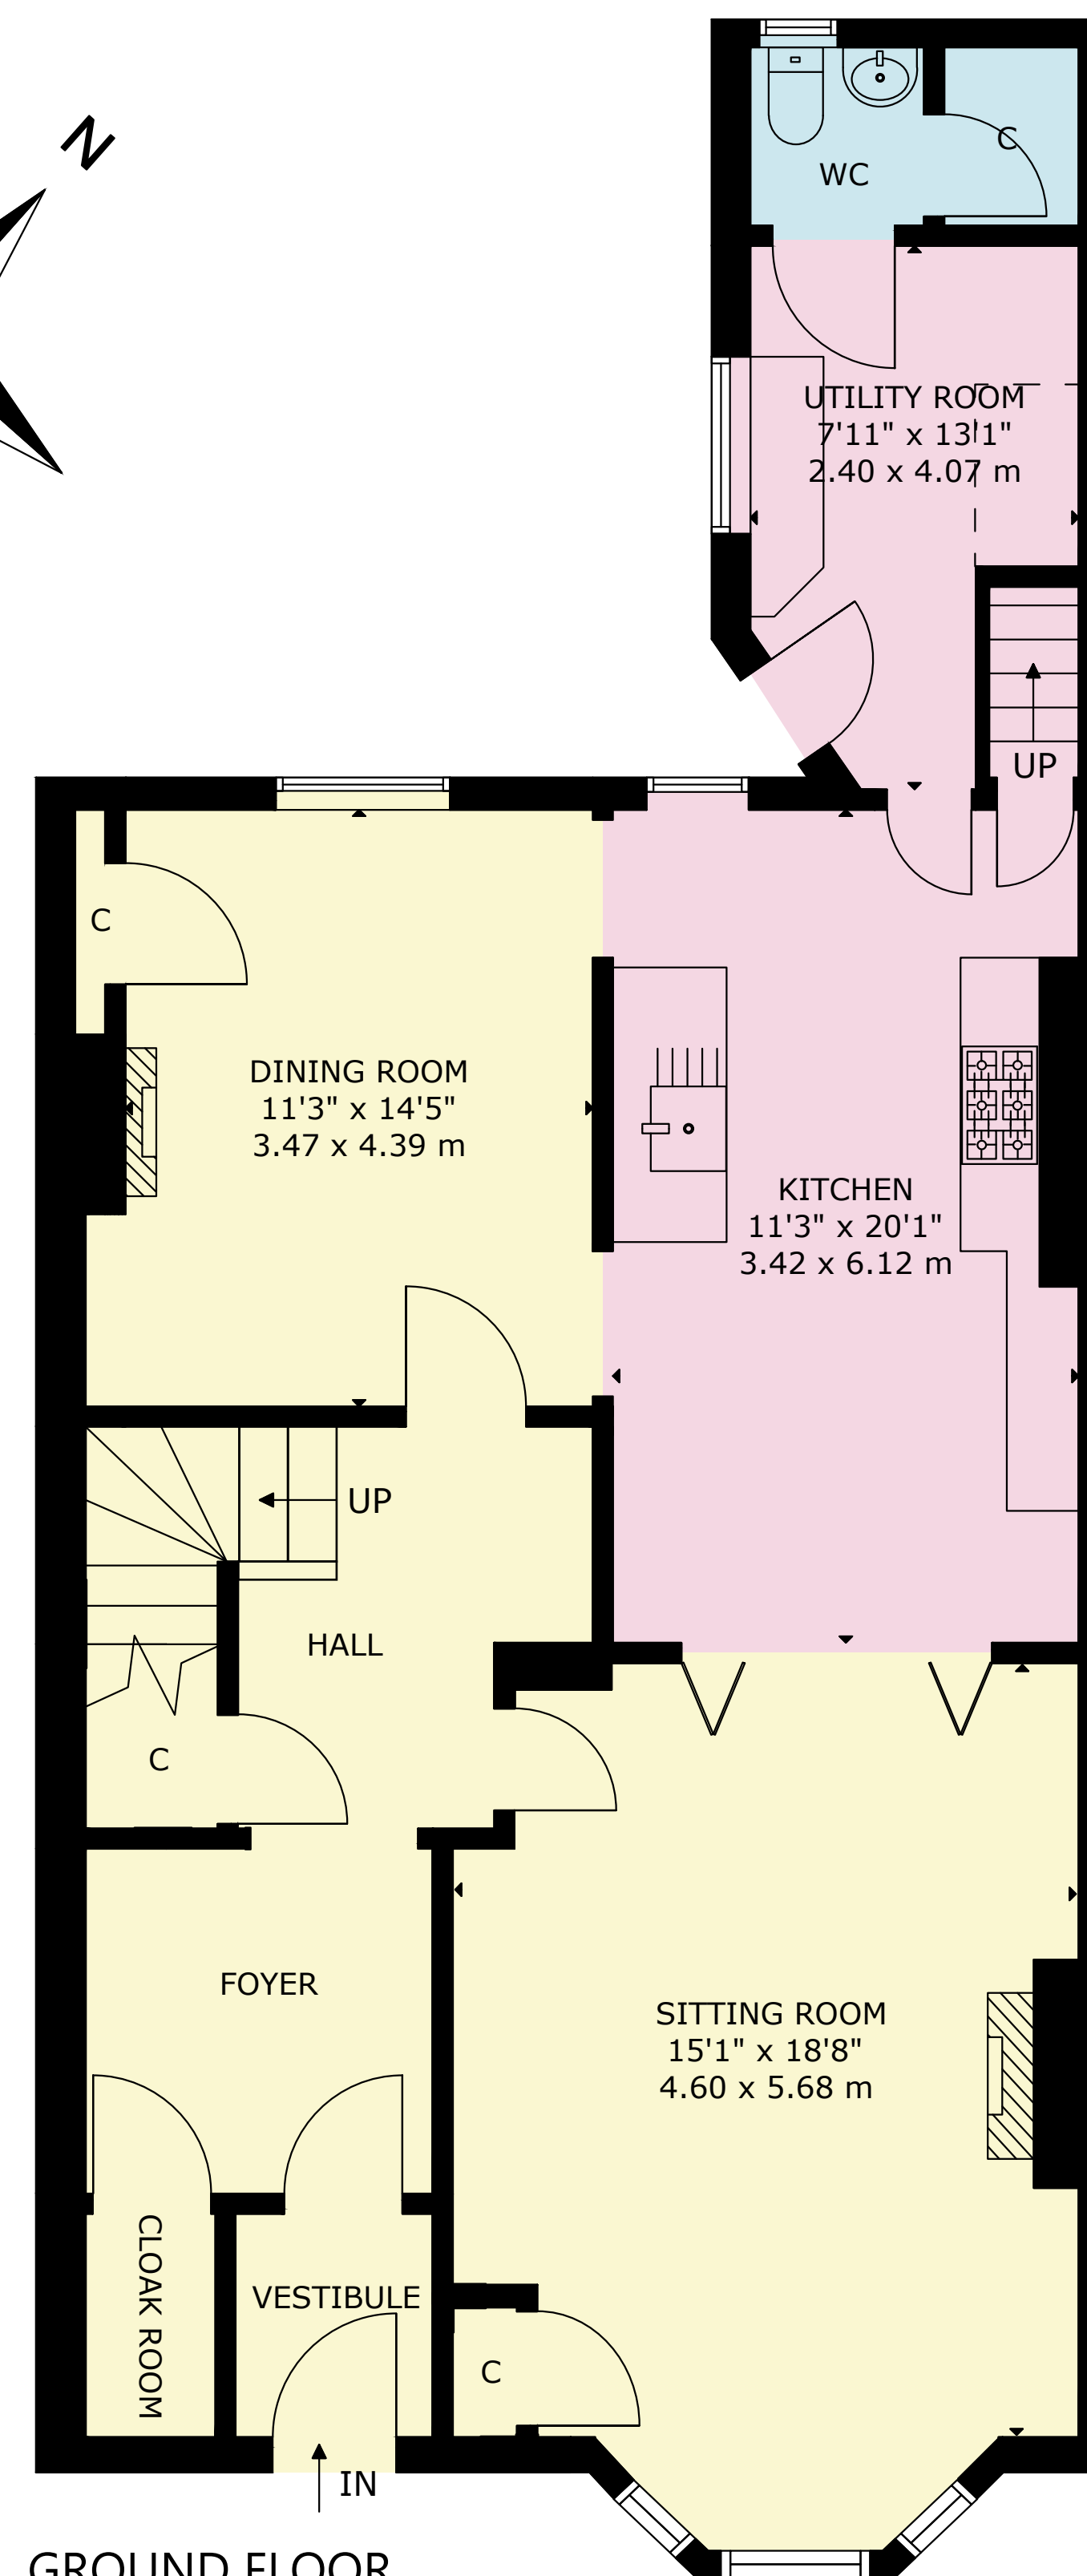 N
WC
C
UTILITY ROOM
7'11" x 13'1"
2.40 x 4.07 m
UP
C
DINING ROOM
11'3" x 14'5"
3.47 x 4.39 m
KITCHEN
11'3" x 20'1"
3.42 x 6.12 m
UP
HALL
C
FOYER
SITTING ROOM
15'1" x 18'8"
4.60 x 5.68 m
CLOAK ROOM
VESTIBULE
C
IN
GROUND FLOOR